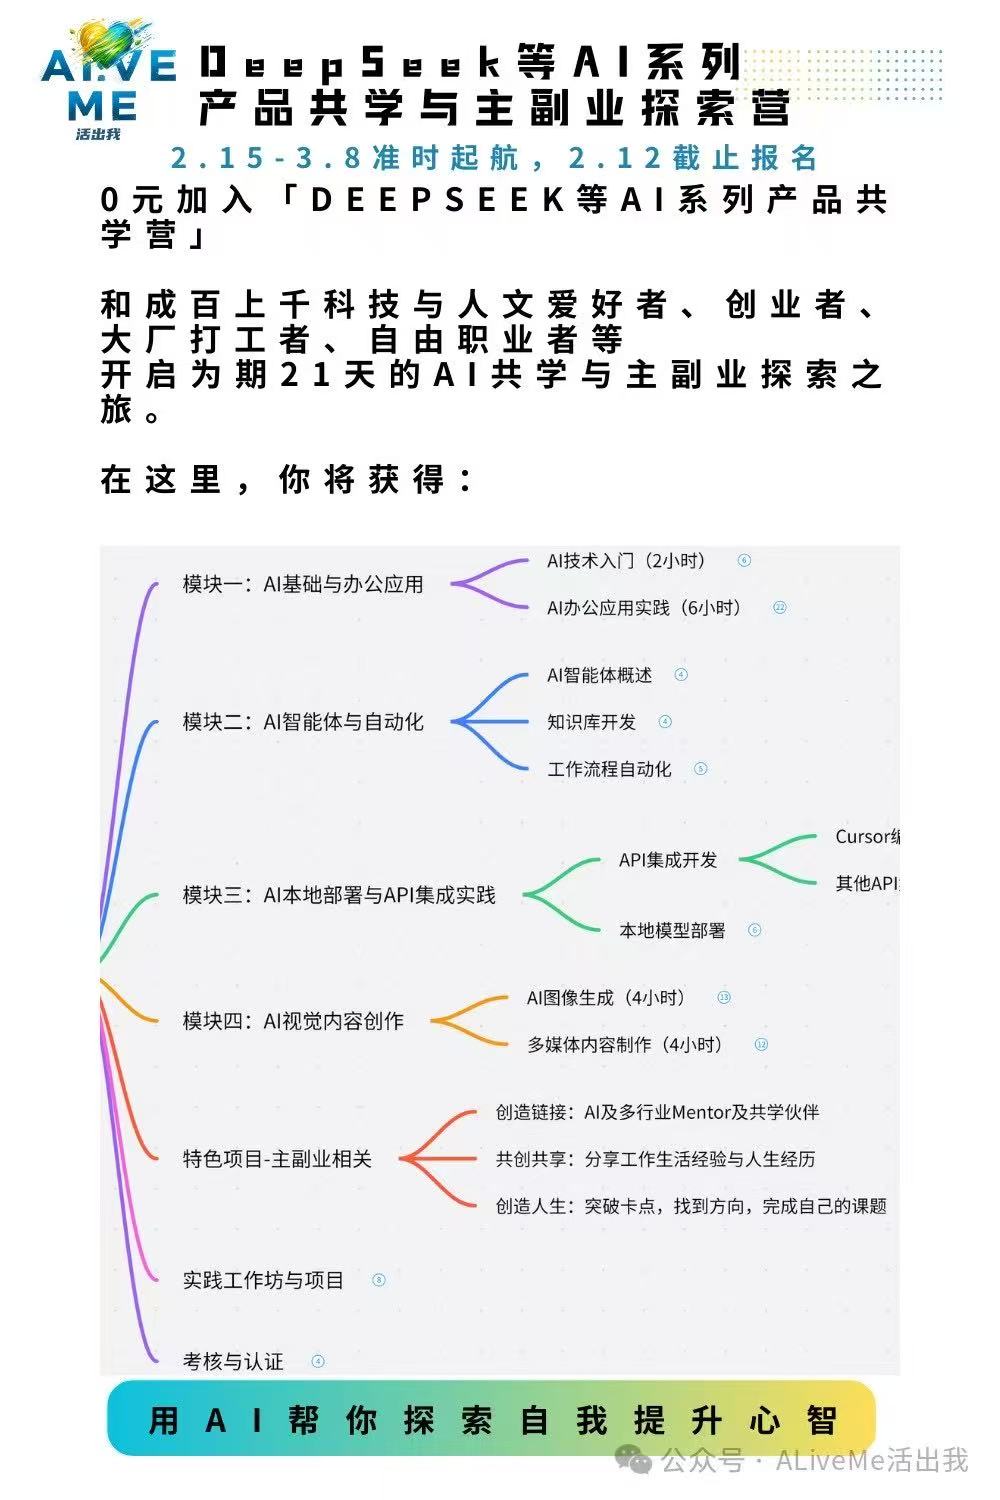 ALIVE
ME
活出我
DeepSeek等AI系列
产品共学与主副业探索营
2.15-3.8准时起航，2.12截止报名
0元加入「DEEPSEEK等AI系列产品共
学营」
和成百上千科技与人文爱好者、创业者、
大厂打工者、自由职业者等
开启为期21天的AI共学与主副业探索之
旅。
在这里，你将获得：
模块一：AI基础与办公应用
AI技术入门（2小时） 6
AI办公应用实践（6小时） 22
模块二：AI智能体与自动化
AI智能体概述 4
知识库开发 4
工作流程自动化 5
模块三：AI本地部署与API集成实践
API集成开发
Cursor编
其他API
本地模型部署 6
模块四：AI视觉内容创作
AI图像生成（4小时） 13
多媒体内容制作（4小时） 12
特色项目-主副业相关
创造链接：AI及多行业Mentor及共学伙伴
共创共享：分享工作生活经验与人生经历
创造人生：突破卡点，找到方向，完成自己的课题
实践工作坊与项目 8
考核与认证 4
用AI帮你探索自我提升心智
公众号·ALiveMe活出我